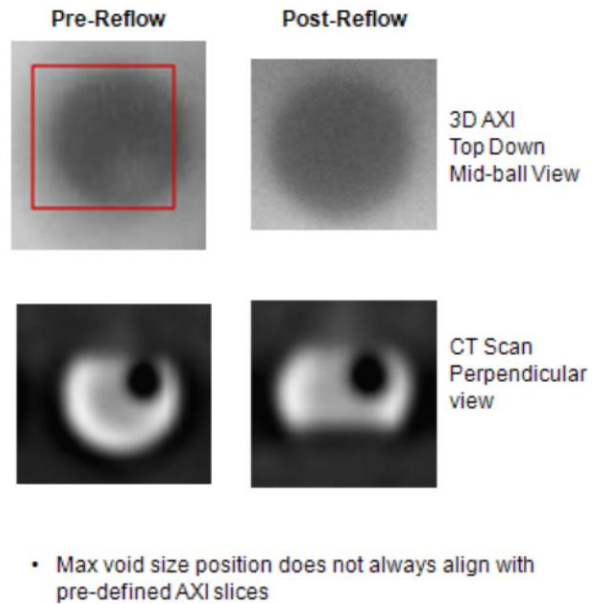 Pre-Reflow Post-Reflow
3D AXI
Top Down
Mid-ball View
CT Scan
Perpendicular
view
• Max void size position does not always align with
pre-defined AXI slices